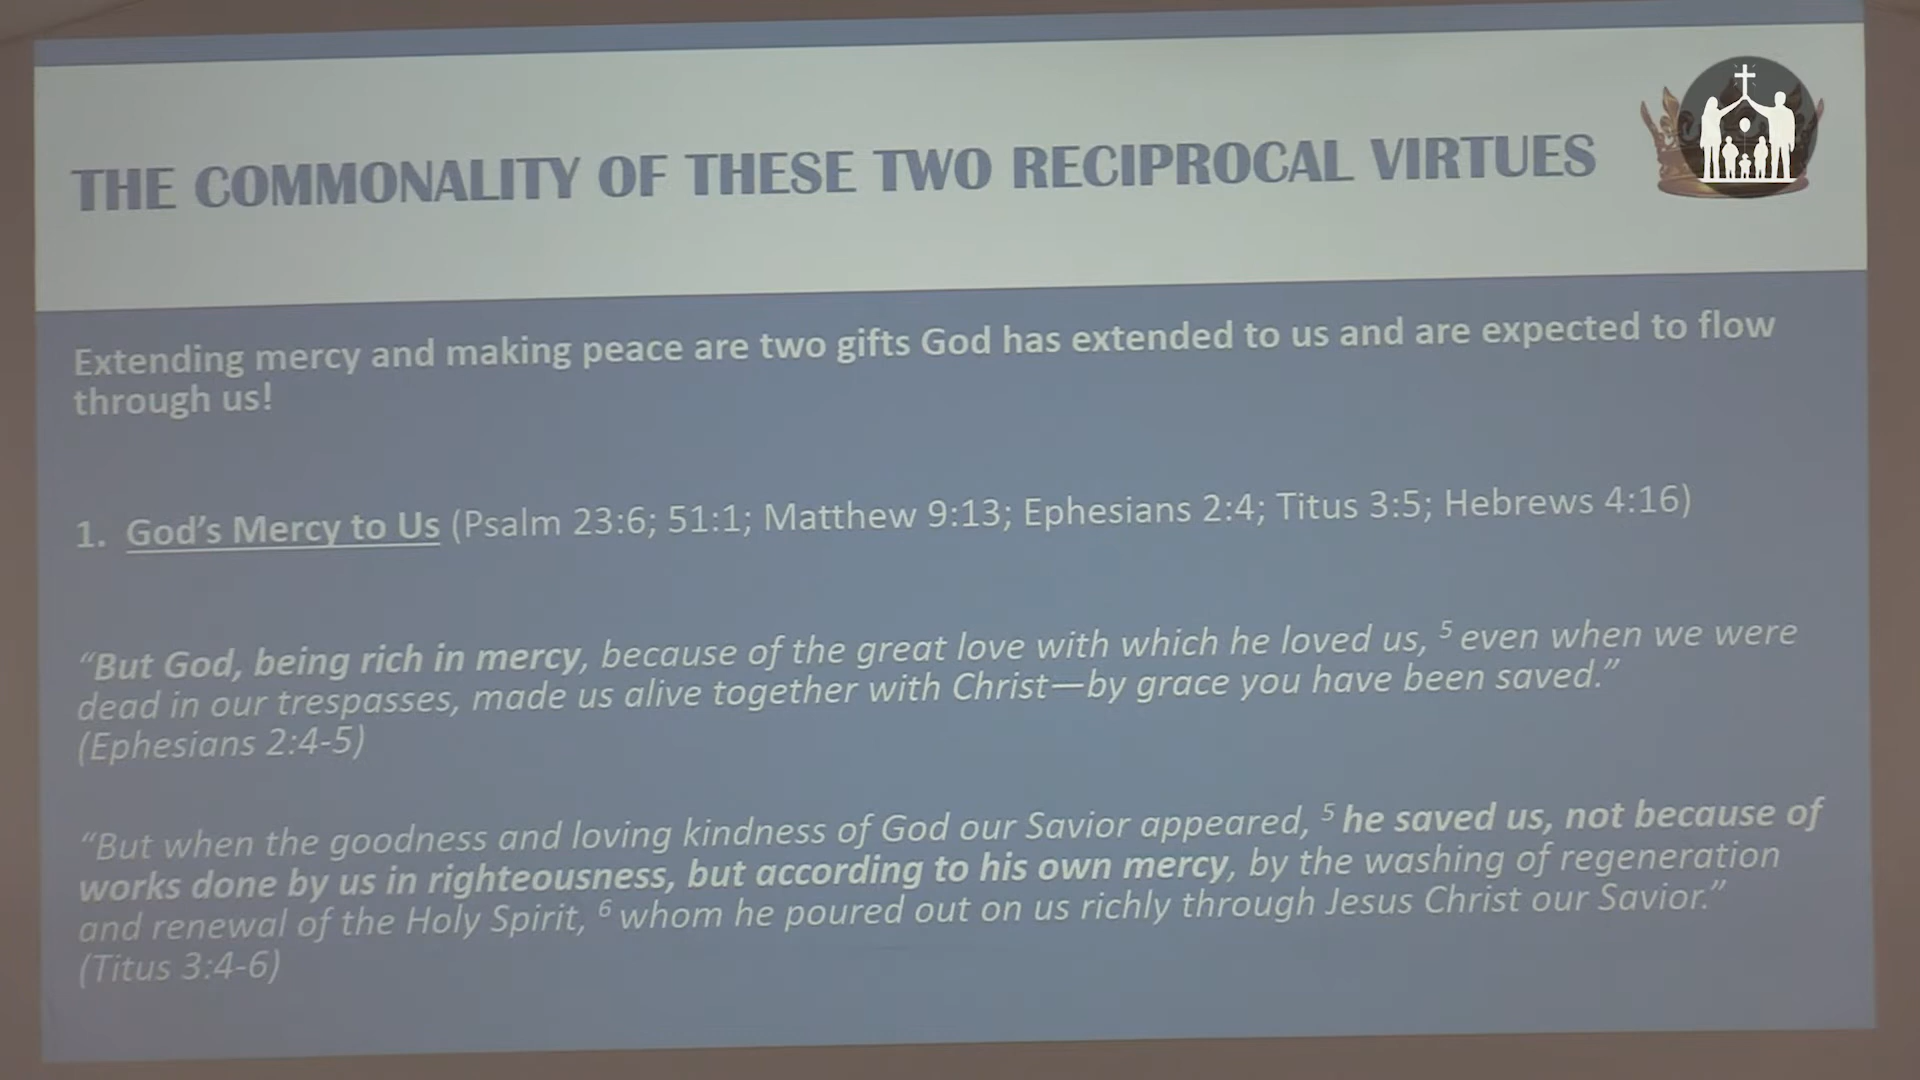 THE COMMONALITY OF THESE TWO RECIPROCAL VIRTUES
Extending mercy and making peace are two gifts God has extended to us and are expected to flow
through us!
1. God’s Mercy to Us (Psalm 23:6; 51:1; Matthew 9:13; Ephesians 2:4; Titus 3:5; Hebrews 4:16)
“But God, being rich in mercy, because of the great love with which he loved us, ⁵ even when we were
dead in our trespasses, made us alive together with Christ—by grace you have been saved.”
(Ephesians 2:4-5)
“But when the goodness and loving kindness of God our Savior appeared, ⁵ he saved us, not because of
works done by us in righteousness, but according to his own mercy, by the washing of regeneration
and renewal of the Holy Spirit, ⁶ whom he poured out on us richly through Jesus Christ our Savior.”
(Titus 3:4-6)